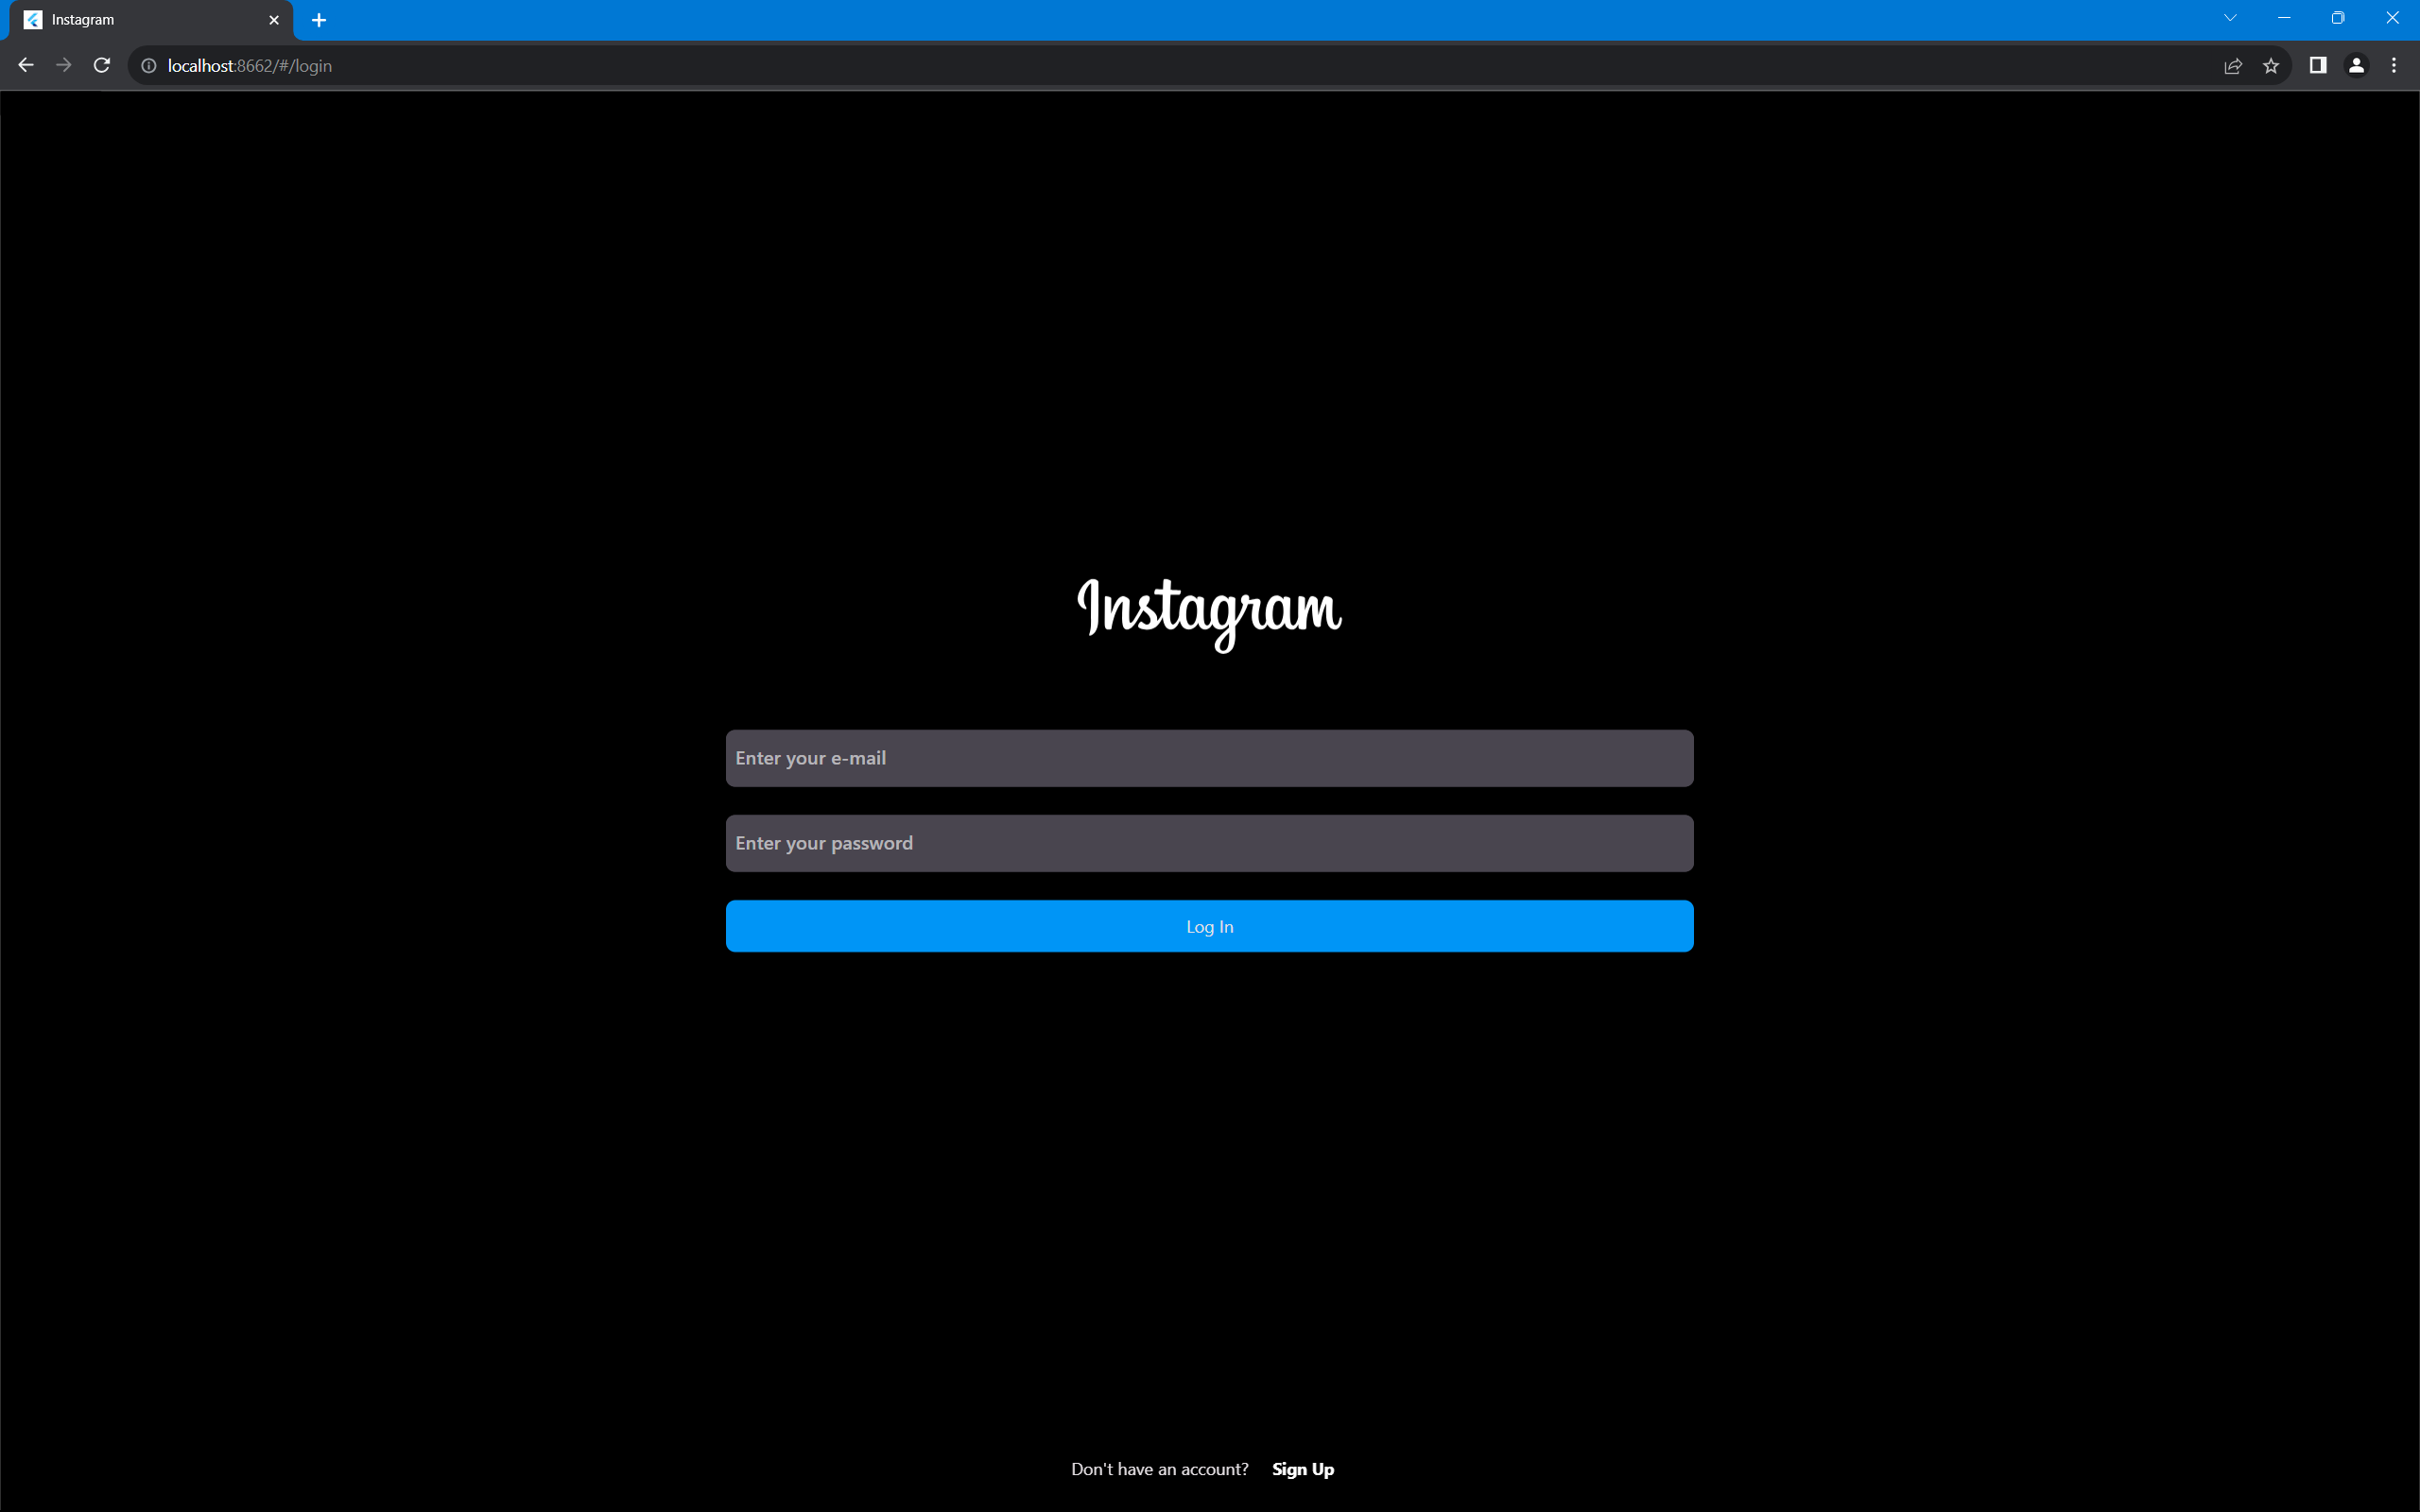 Instagram
localhost:8662/#/login
Instagram
Enter your e-mail
Enter your password
Log In
Don't have an account? Sign Up